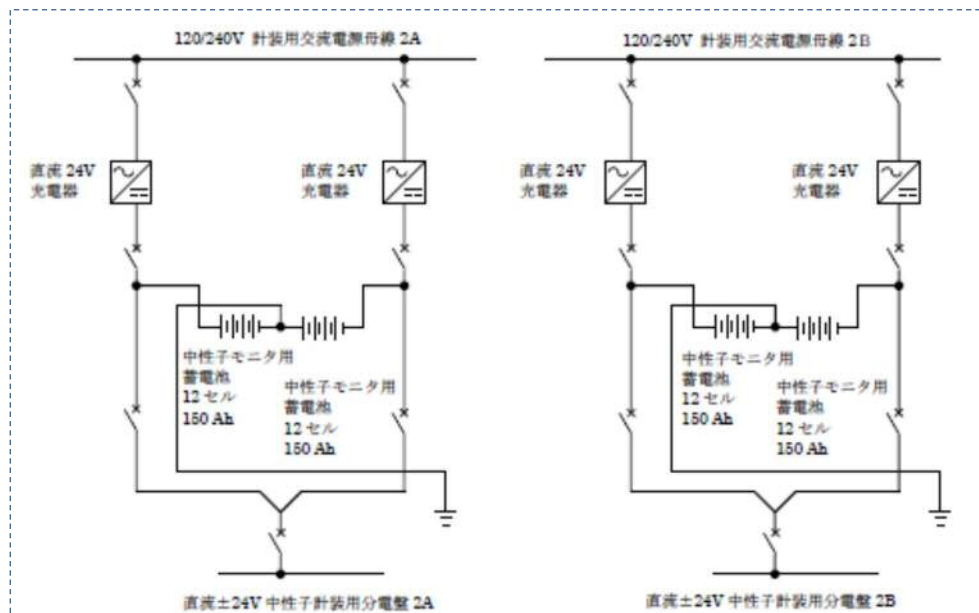 120/240V 計装用交流電源母線 2A
120/240V 計装用交流電源母線 2B
直流 24V
充電器
直流 24V
充電器
直流 24V
充電器
直流 24V
充電器
中性子モニタ用
蓄電池
12 セル
150 Ah
中性子モニタ用
蓄電池
12 セル
150 Ah
中性子モニタ用
蓄電池
12 セル
150 Ah
中性子モニタ用
蓄電池
12 セル
150 Ah
直流±24V 中性子計装用分電盤 2A
直流±24V 中性子計装用分電盤 2B